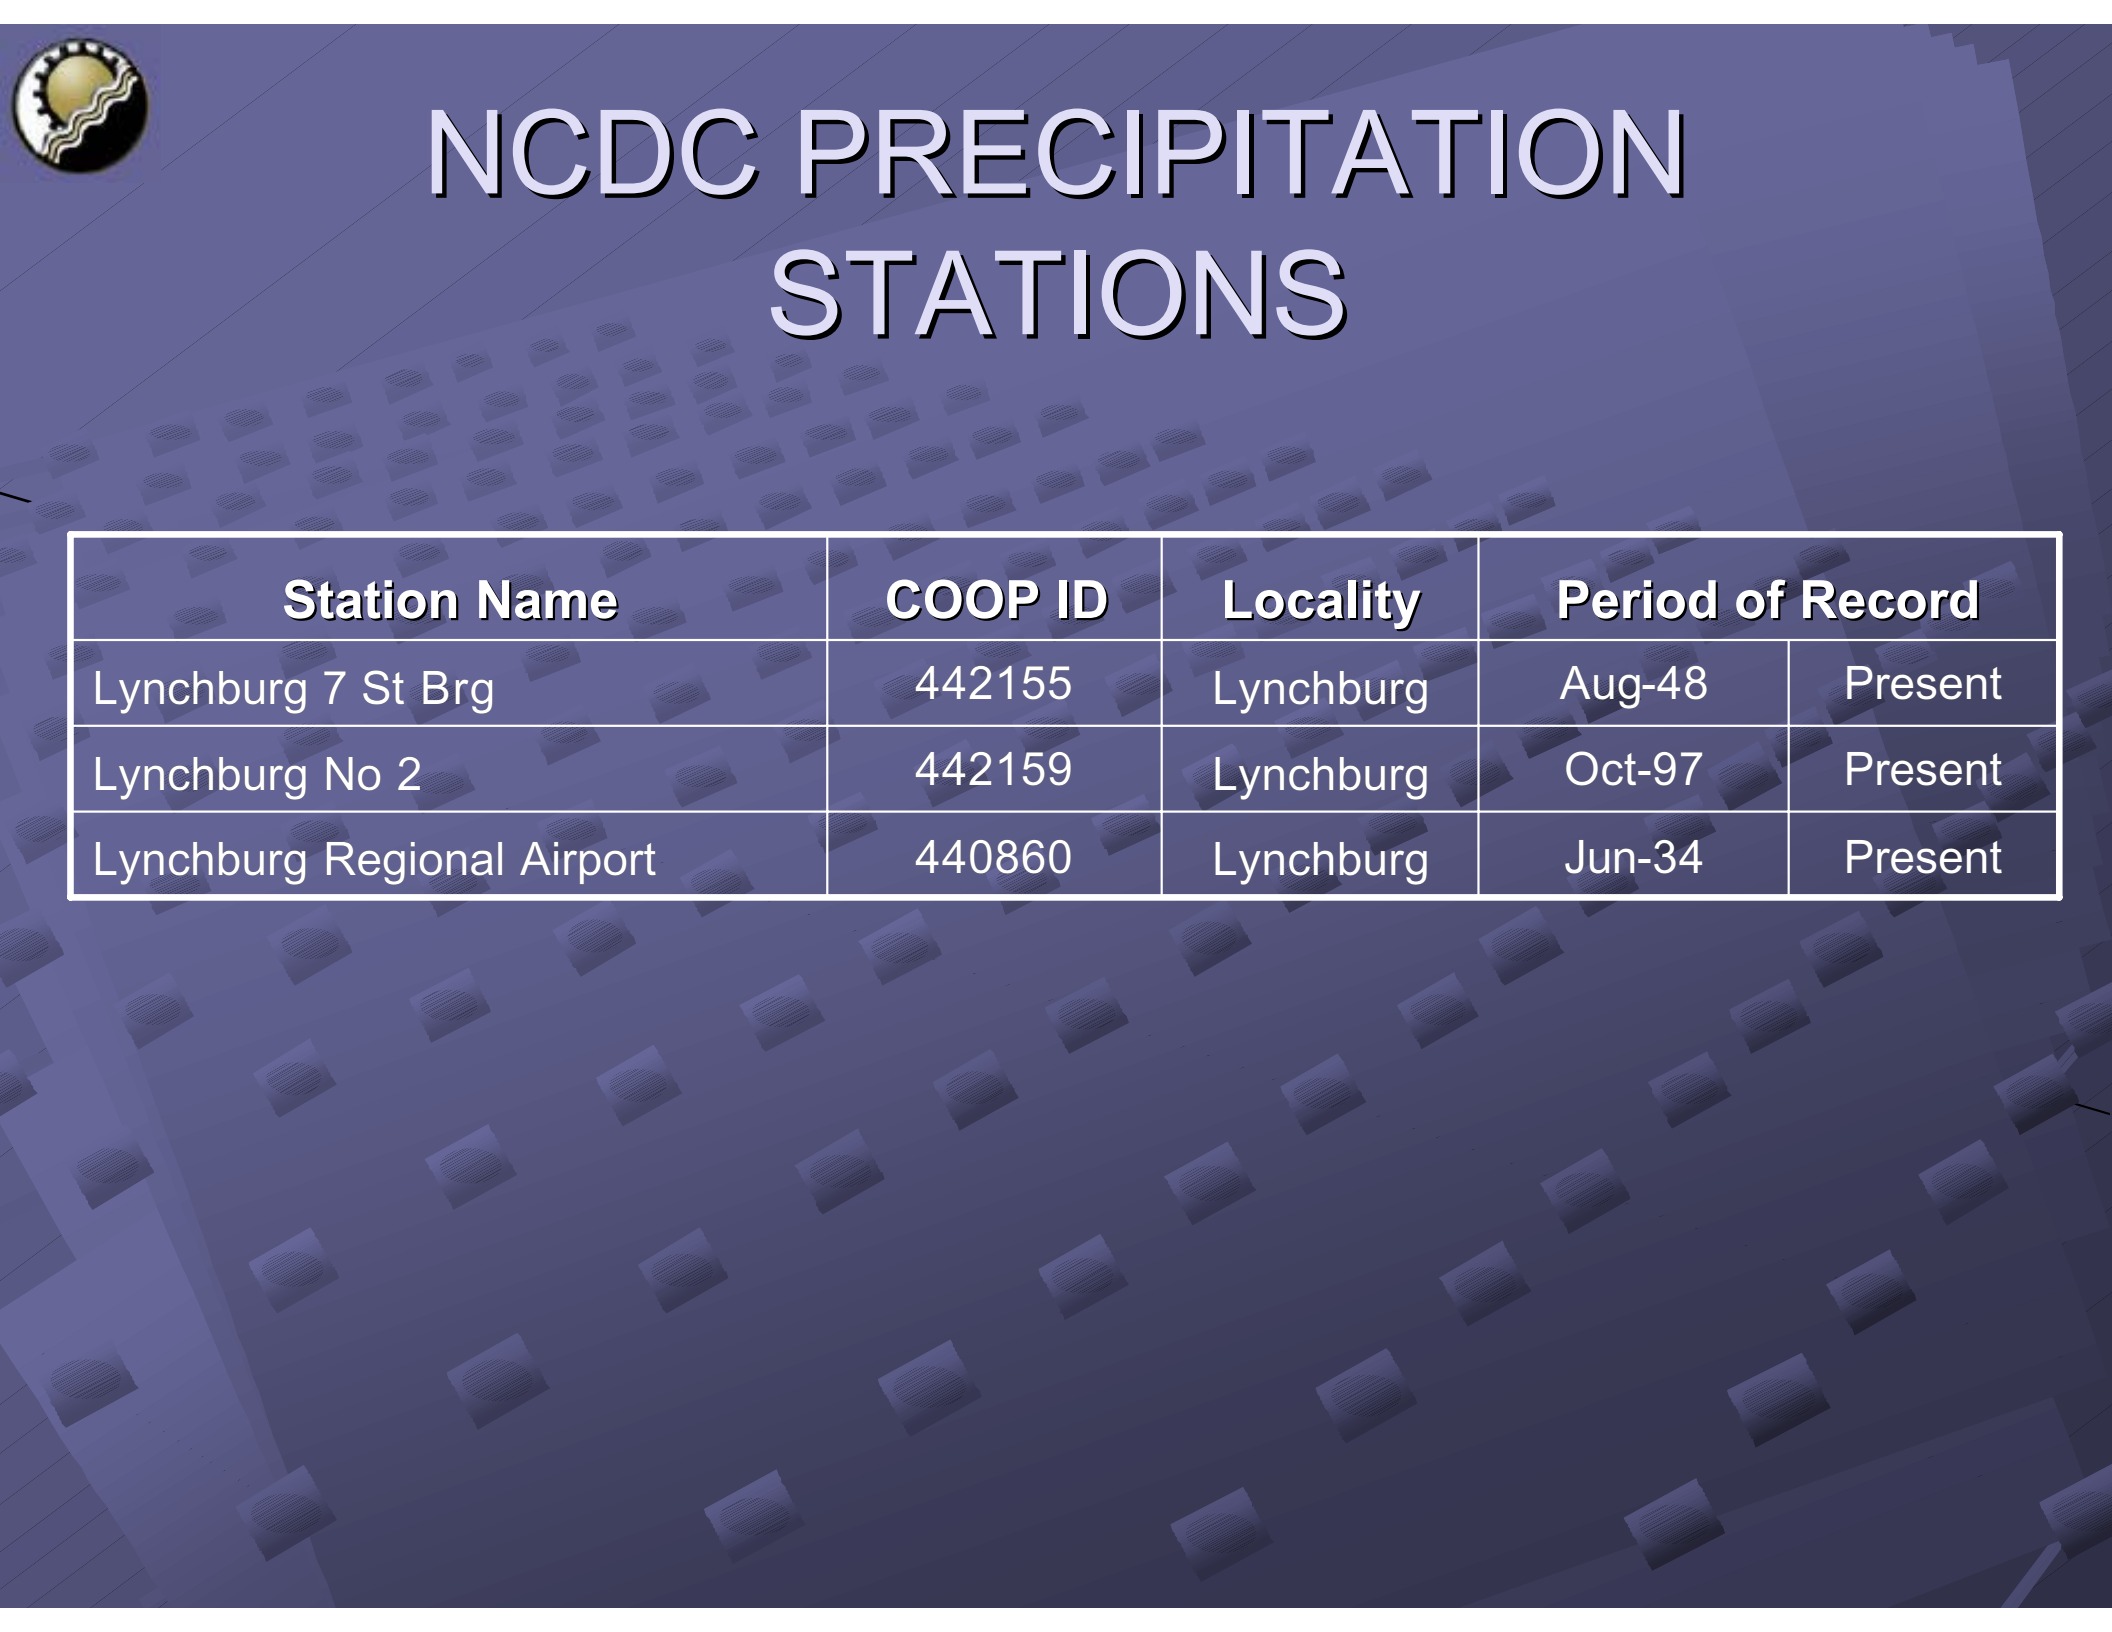 NCDC PRECIPITATION
STATIONS
Station Name COOP ID Locality Period of Record
Lynchburg 7 St Brg 442155 Lynchburg Aug-48 Present
Lynchburg No 2 442159 Lynchburg Oct-97 Present
Lynchburg Regional Airport 440860 Lynchburg Jun-34 Present